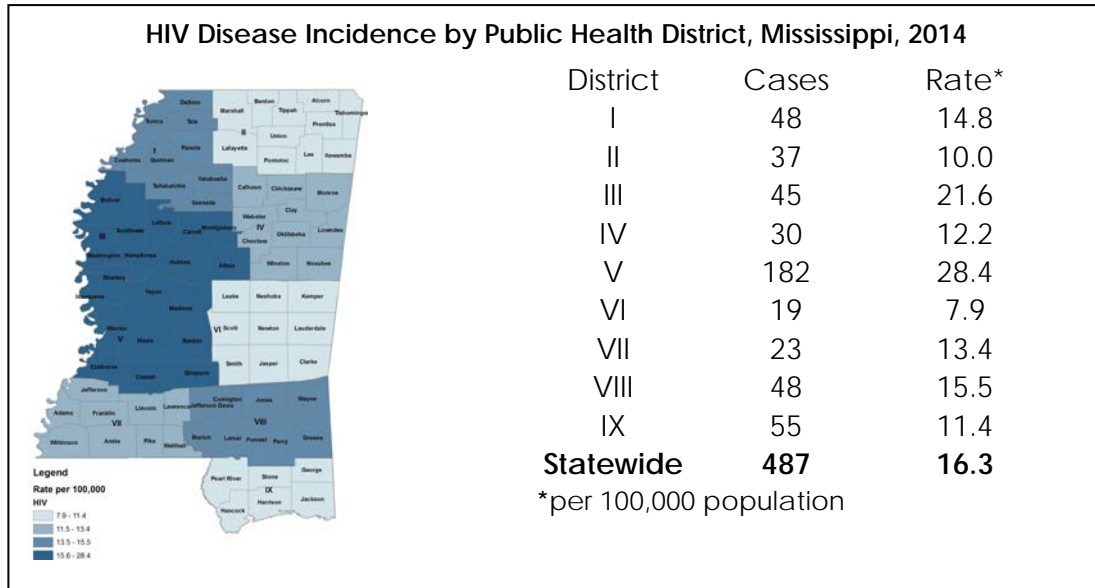 HIV Disease Incidence by Public Health District, Mississippi, 2014
District Cases Rate*
I 48 14.8
II 37 10.0
III 45 21.6
IV 30 12.2
V 182 28.4
VI 19 7.9
VII 23 13.4
VIII 48 15.5
IX 55 11.4
Statewide 487 16.3
*per 100,000 population
DeSoto Marshall Benton Tippah Alcorn Tishomingo
Tunica Tate Prentiss
II Union
I Panola Lafayette Pontotoc Lee Itawamba
Coahoma Quitman
Tallahatchie Yalobusha Calhoun Chickasaw Monroe
Bolivar Grenada Clay
Leflore Webster
III Sunflower Carroll Montgomery IV Oktibbeha Lowndes
Choctaw
Washington Humphreys Holmes Attala Winston Noxubee
Sharkey
Issaquena Yazoo Leake Neshoba Kemper
Madison
Warren VI Scott Newton Lauderdale
V Hinds Rankin
Claiborne Smith Jasper Clarke
Copiah Simpson
Jefferson Covington Jones Wayne
Adams Franklin Lincoln Lawrence Jefferson Davis
VII VIII
Wilkinson Amite Pike Walthall Marion Lamar Forrest Perry Greene
Pearl River Stone George
IX
Hancock Harrison Jackson
Legend
Rate per 100,000
HIV
7.9 - 11.4
11.5 - 13.4
13.5 - 15.5
15.6 - 28.4